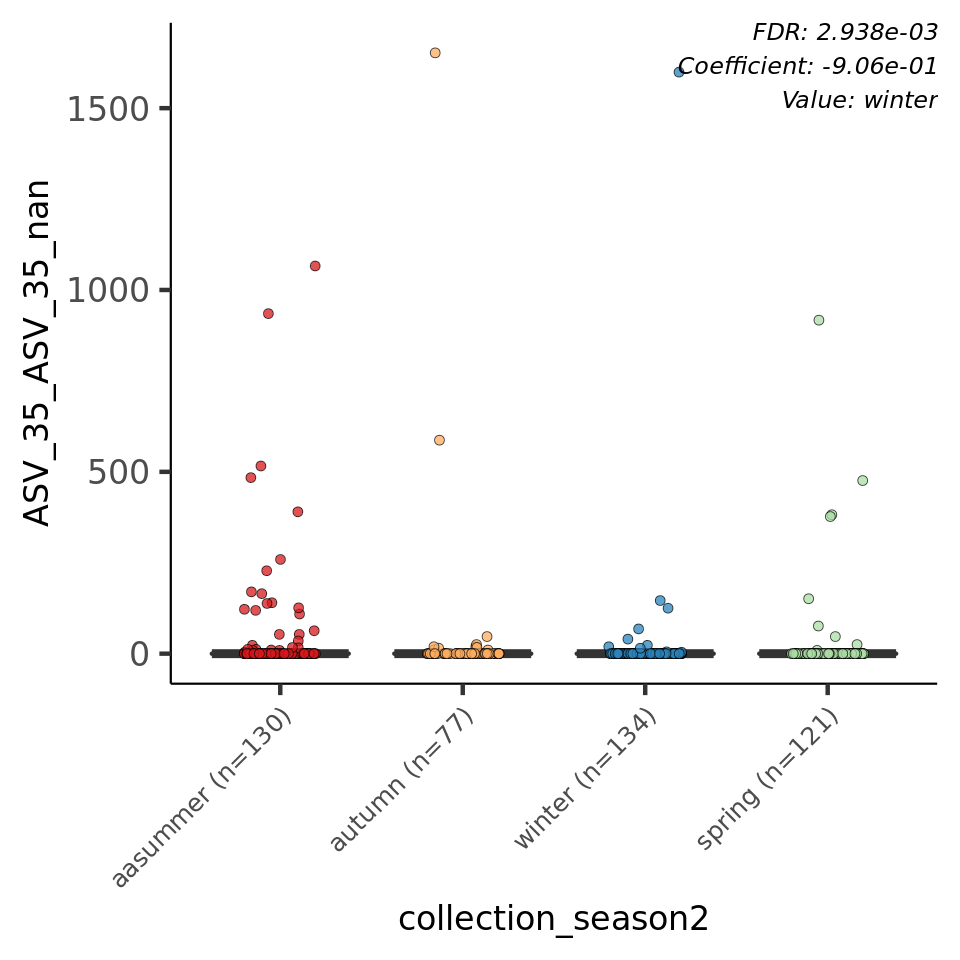 FDR: 2.938e-03
Coefficient: -9.06e-01
Value: winter
ASV_35_ASV_35_nan
1500
1000
500
0
aasummer (n=130)
autumn (n=77)
winter (n=134)
spring (n=121)
collection_season2